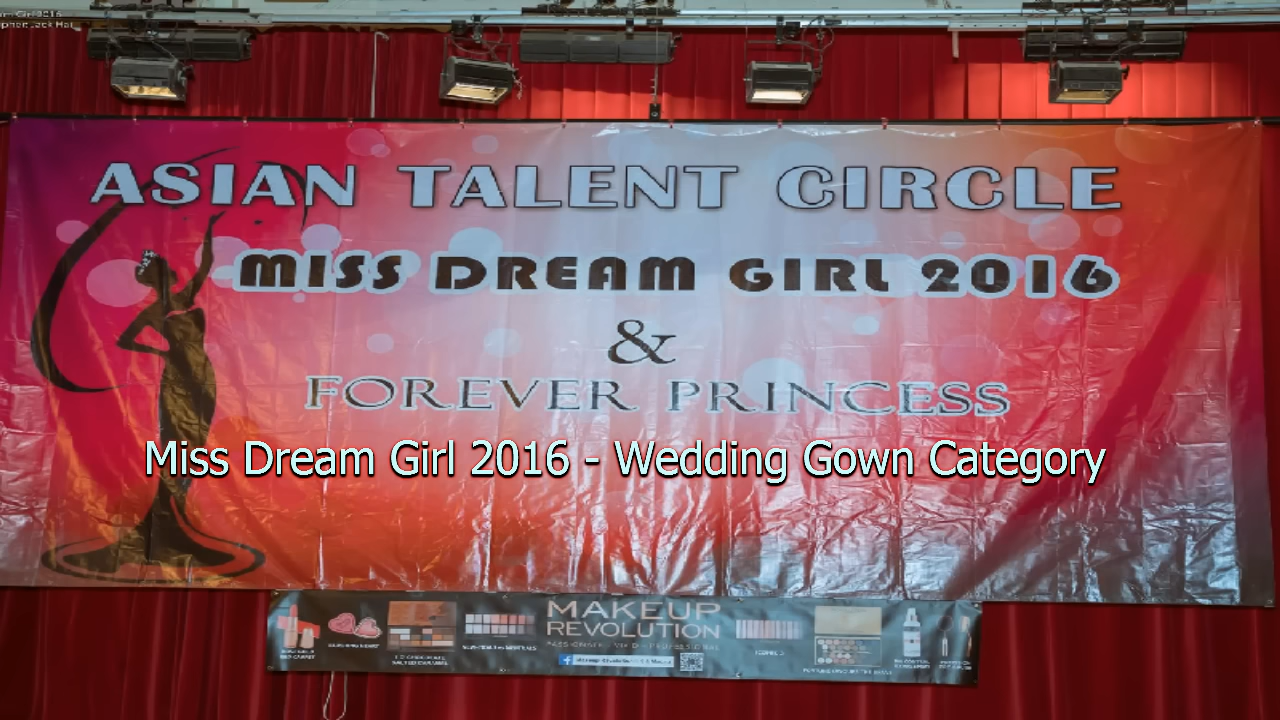 ASIAN TALENT CIRCLE
MISS DREAM GIRL 2016
&
FOREVER PRINCESS
Miss Dream Girl 2016 - Wedding Gown Category
MAKEUP
REVOLUTION